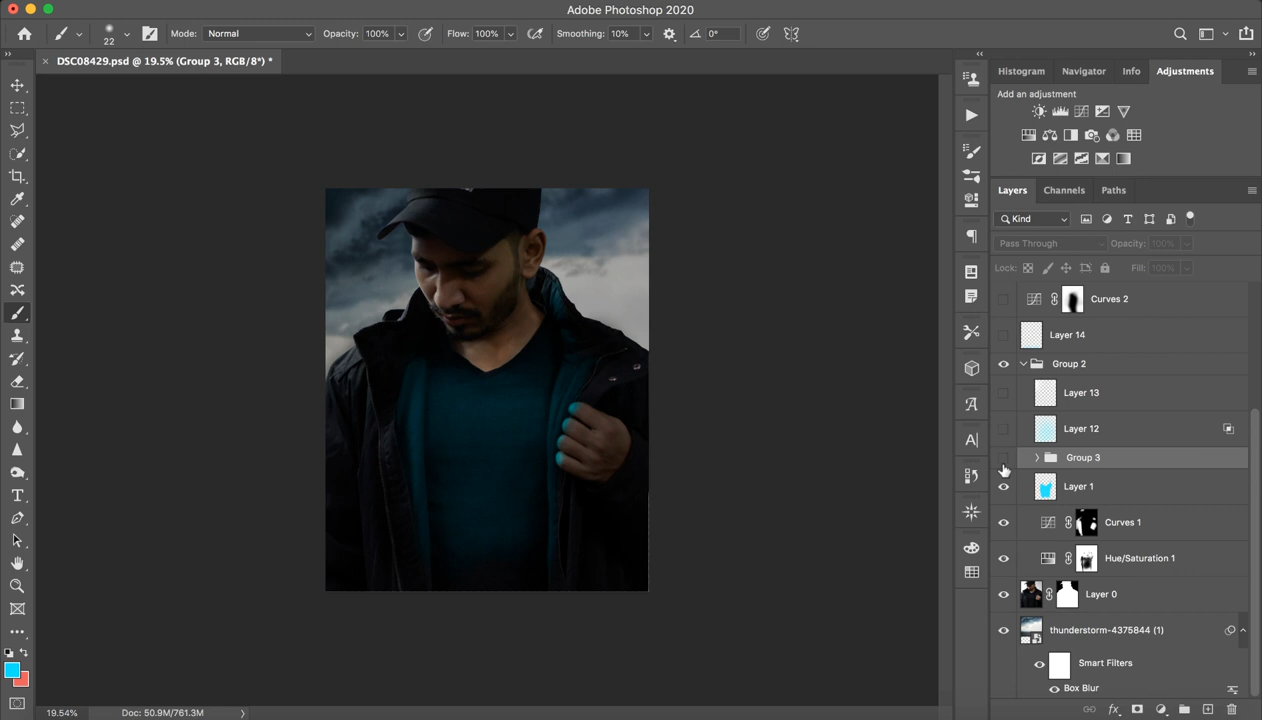 Adobe Photoshop 2020
22
Mode: Normal
Opacity: 100%
Flow: 100%
Smoothing: 10%
0°
DSC08429.psd @ 19.5% (Group 3, RGB/8*) *
Histogram
Navigator
Info
Adjustments
Add an adjustment
Layers
Channels
Paths
Kind
Pass Through
Opacity: 100%
Lock:
Fill: 100%
Curves 2
Layer 14
Group 2
Layer 13
Layer 12
Group 3
Layer 1
Curves 1
Hue/Saturation 1
Layer 0
thunderstorm-4375844 (1)
Smart Filters
Box Blur
fx
19.54%
Doc: 50.9M/761.3M